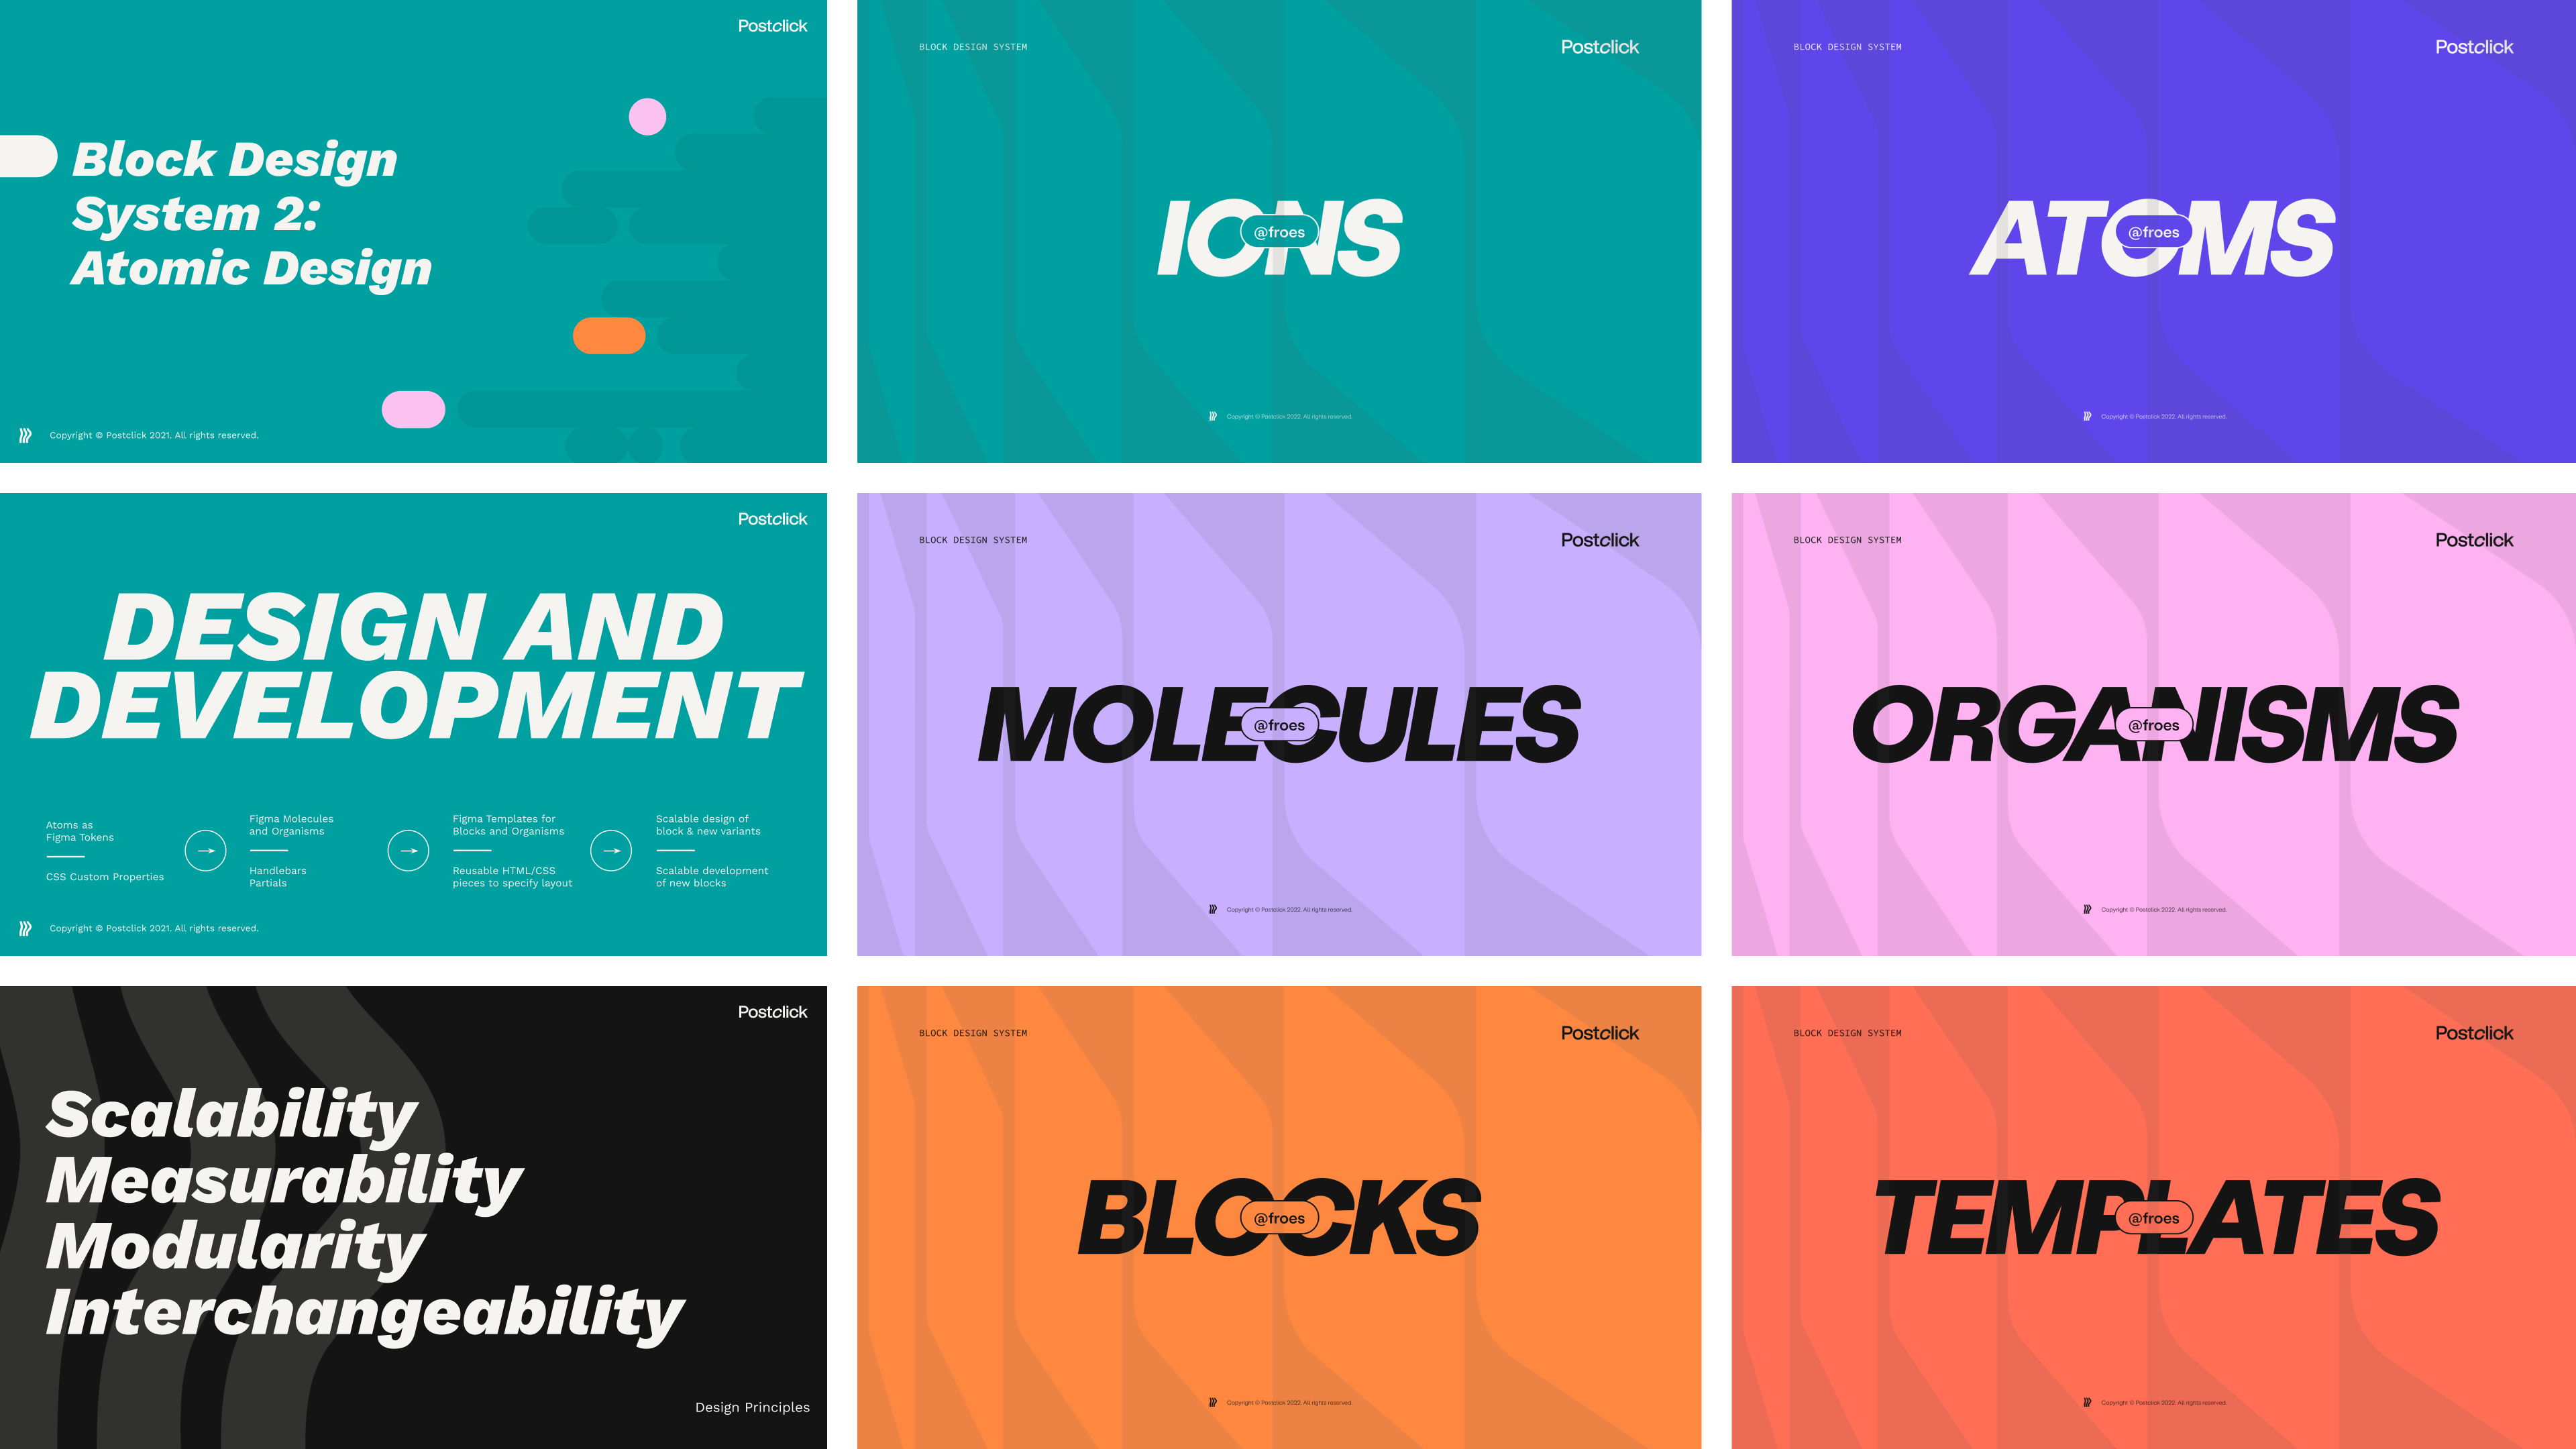 Postclick
Block Design
System 2:
Atomic Design
Copyright © Postclick 2021. All rights reserved.
BLOCK DESIGN SYSTEM
Postclick
IONS
@froes
Copyright © Postclick 2022. All rights reserved.
BLOCK DESIGN SYSTEM
Postclick
ATOMS
@froes
Copyright © Postclick 2022. All rights reserved.
Postclick
DESIGN AND
DEVELOPMENT
Atoms as
Figma Tokens
CSS Custom Properties
Figma Molecules
and Organisms
Handlebars
Partials
Figma Templates for
Blocks and Organisms
Reusable HTML/CSS
pieces to specify layout
Scalable design of
block & new variants
Scalable development
of new blocks
Copyright © Postclick 2021. All rights reserved.
BLOCK DESIGN SYSTEM
Postclick
MOLECULES
@froes
Copyright © Postclick 2022. All rights reserved.
BLOCK DESIGN SYSTEM
Postclick
ORGANISMS
@froes
Copyright © Postclick 2022. All rights reserved.
Postclick
Scalability
Measurability
Modularity
Interchangeability
Design Principles
BLOCK DESIGN SYSTEM
Postclick
BLOCKS
@froes
Copyright © Postclick 2022. All rights reserved.
BLOCK DESIGN SYSTEM
Postclick
TEMPLATES
@froes
Copyright © Postclick 2022. All rights reserved.